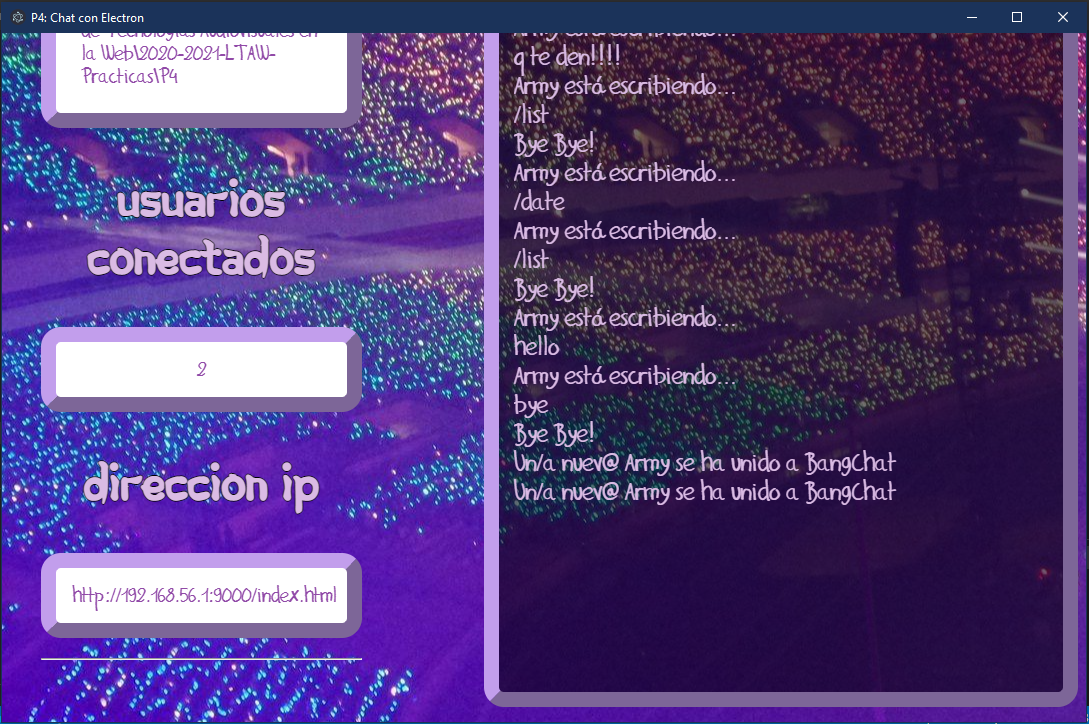 P4: Chat con Electron
de Tecnologías Audiovisuales en
la Web\2020-2021-LTAW-
Practicas\P4
usuarios
conectados
2
direccion ip
http://192.168.56.1:9000/index.html
Army está escribiendo...
q te den!!!!
Army está escribiendo...
/list
Bye Bye!
Army está escribiendo...
/date
Army está escribiendo...
/list
Bye Bye!
Army está escribiendo...
hello
Army está escribiendo...
bye
Bye Bye!
Un/a nuev@ Army se ha unido a BangChat
Un/a nuev@ Army se ha unido a BangChat